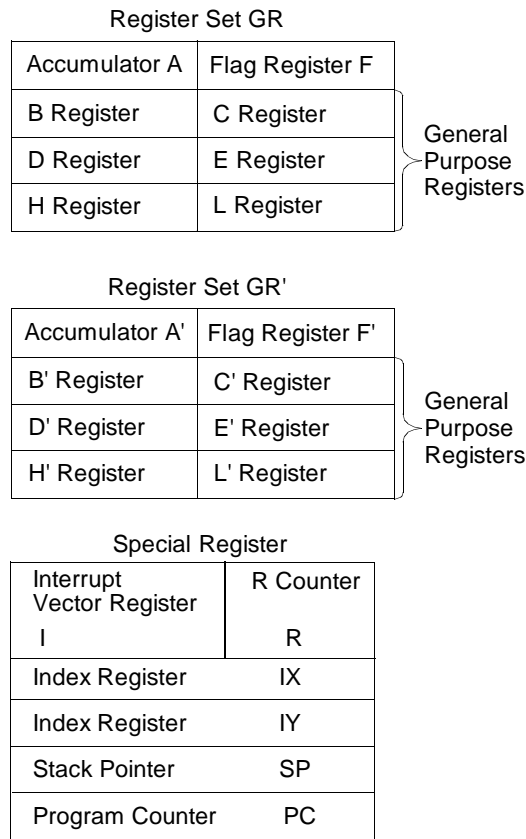 Register Set GR
Accumulator A Flag Register F
B Register C Register
D Register E Register
H Register L Register
General
Purpose
Registers
Register Set GR'
Accumulator A' Flag Register F'
B' Register C' Register
D' Register E' Register
H' Register L' Register
General
Purpose
Registers
Special Register
Interrupt
Vector Register
I
R Counter
R
Index Register IX
Index Register IY
Stack Pointer SP
Program Counter PC